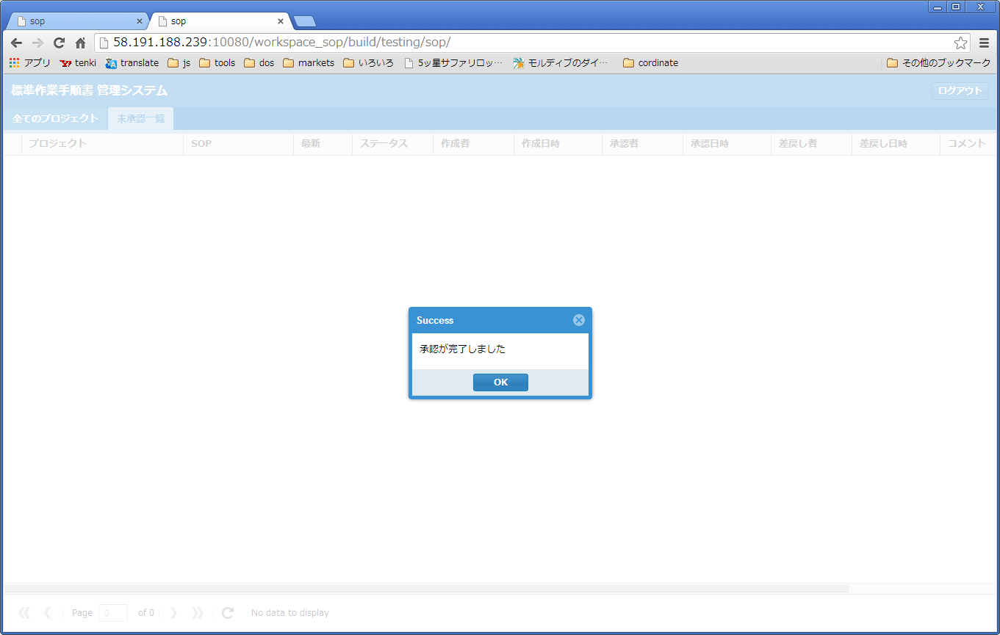 sop
sop
58.191.188.239:10080/workspace_sop/build/testing/sop/
アプリ tenki translate js tools dos markets いろいろ 5ッ星サファリロッ… モルディブのダイ… cordinate その他のブックマーク
標準作業手順書 管理システム ログアウト
全てのプロジェクト 未承認一覧
プロジェクト SOP 最新 ステータス 作成者 作成日時 承認者 承認日時 差戻し者 差戻し日時 コメント
Success
承認が完了しました
OK
Page 0 of 0 No data to display